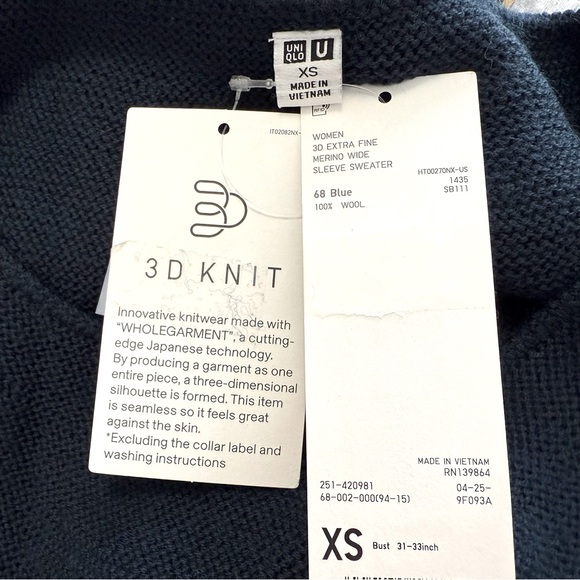 UNI
QLO
U
XS
MADE IN
VIETNAM
IT02082NX-
3D KNIT
Innovative knitwear made with
"WHOLEGARMENT", a cutting-
edge Japanese technology.
By producing a garment as one
entire piece, a three-dimensional
silhouette is formed. This item
is seamless so it feels great
against the skin.
*Excluding the collar label and
washing instructions
WOMEN
3D EXTRA FINE
MERINO WIDE
SLEEVE SWEATER
HT00270NX-US
1435
68 Blue
SB111
100% WOOL
MADE IN VIETNAM
RN139864
251-420981
04-25-
68-002-000(94-15)
9F093A
XS Bust 31-33inch